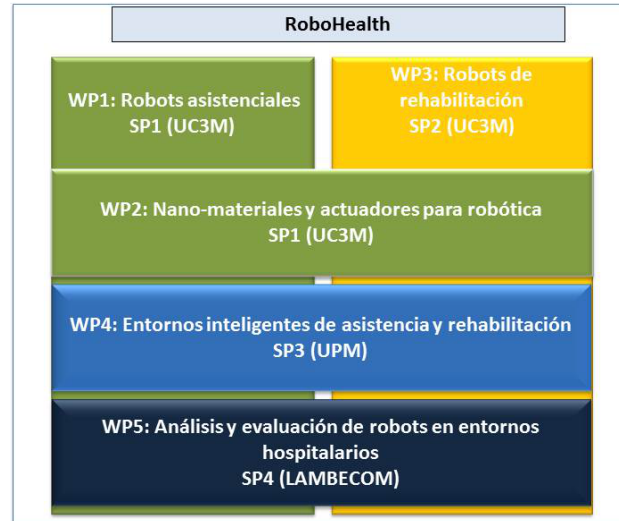 RoboHealth
WP1: Robots asistenciales
SP1 (UC3M)
WP3: Robots de
rehabilitación
SP2 (UC3M)
WP2: Nano-materiales y actuadores para robótica
SP1 (UC3M)
WP4: Entornos inteligentes de asistencia y rehabilitación
SP3 (UPM)
WP5: Análisis y evaluación de robots en entornos
hospitalarios
SP4 (LAMBECOM)